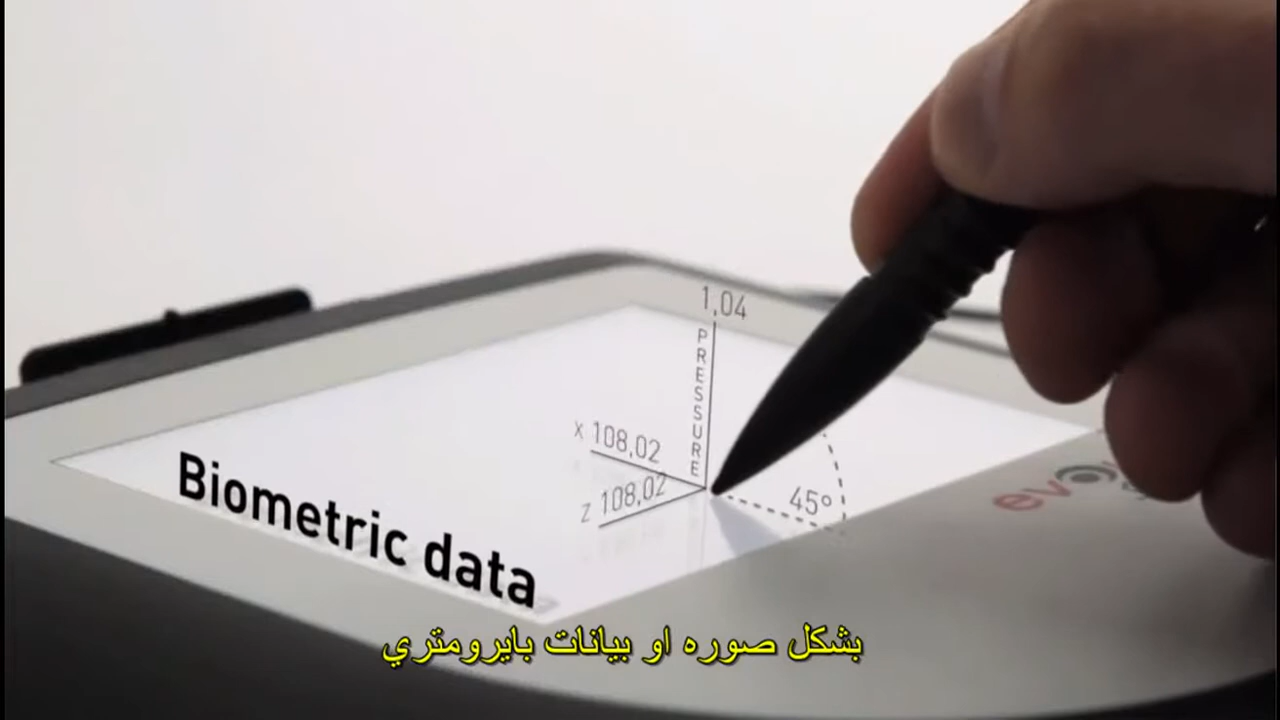 1,04
PRESSURE
x 108,02
z 108,02
45°
Biometric data
بشكل صوره او بيانات بايرومتري